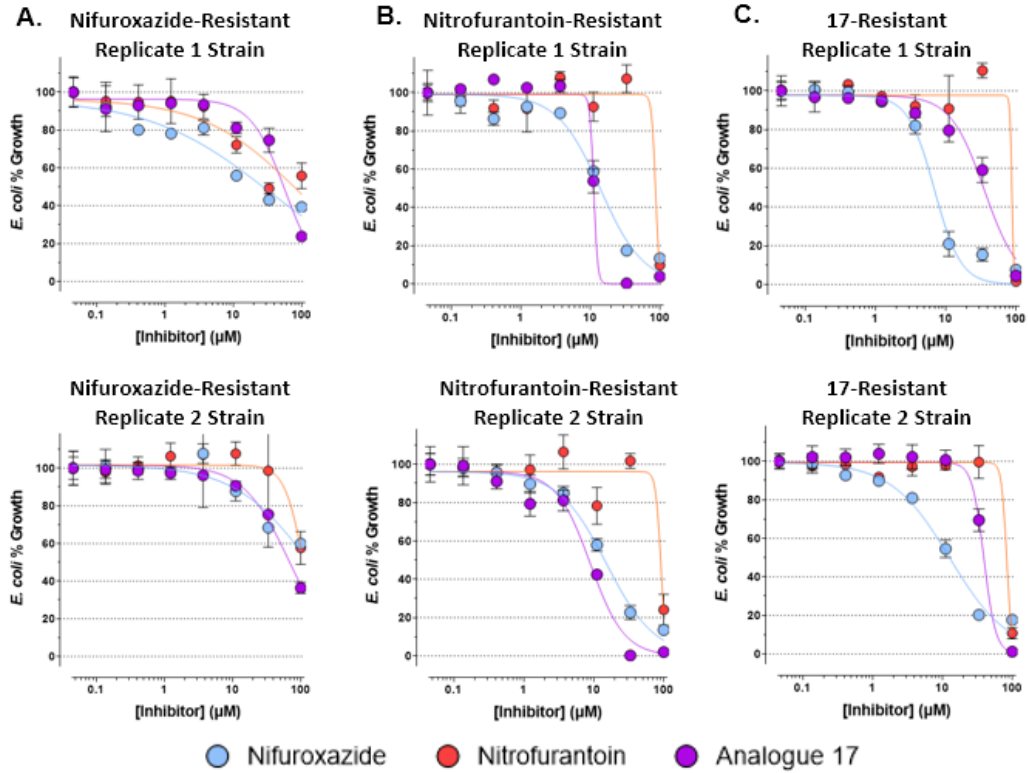 A.
Nifuroxazide-Resistant
Replicate 1 Strain
E. coli % Growth
100
80
60
40
20
0
0.1
1
10
100
[Inhibitor] (µM)
B.
Nitrofurantoin-Resistant
Replicate 1 Strain
E. coli % Growth
100
80
60
40
20
0
0.1
1
10
100
[Inhibitor] (µM)
C.
17-Resistant
Replicate 1 Strain
E. coli % Growth
100
80
60
40
20
0
0.1
1
10
100
[Inhibitor] (µM)
Nifuroxazide-Resistant
Replicate 2 Strain
E. coli % Growth
100
80
60
40
20
0
0.1
1
10
100
[Inhibitor] (µM)
Nitrofurantoin-Resistant
Replicate 2 Strain
E. coli % Growth
100
80
60
40
20
0
0.1
1
10
100
[Inhibitor] (µM)
17-Resistant
Replicate 2 Strain
E. coli % Growth
100
80
60
40
20
0
0.1
1
10
100
[Inhibitor] (µM)
Nifuroxazide Nitrofurantoin Analogue 17